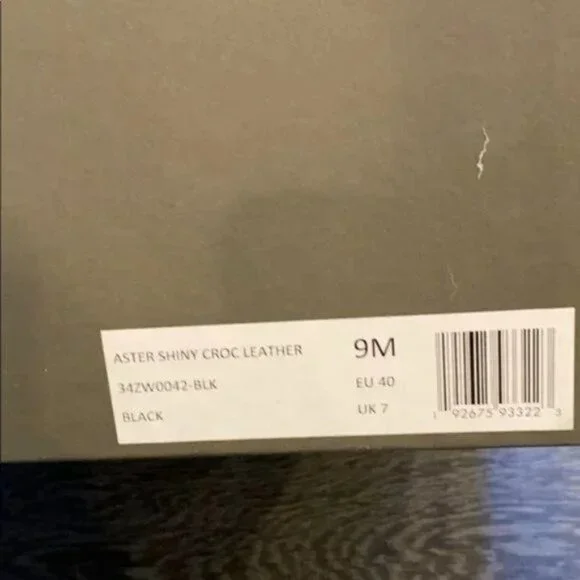 ASTER SHINY CROC LEATHER 9M
34ZW0042-BLK EU 40
BLACK UK 7
1 92675 93322 3